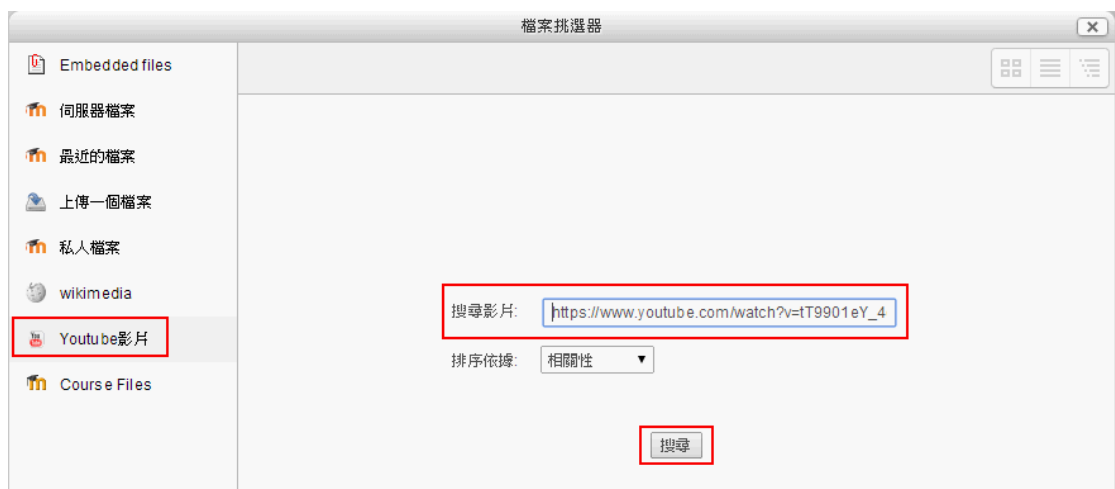 檔案挑選器
Embedded files
伺服器檔案
最近的檔案
上傳一個檔案
私人檔案
wikimedia
Youtube影片
Course Files
搜尋影片: https://www.youtube.com/watch?v=tT9901eY_4
排序依據: 相關性
搜尋